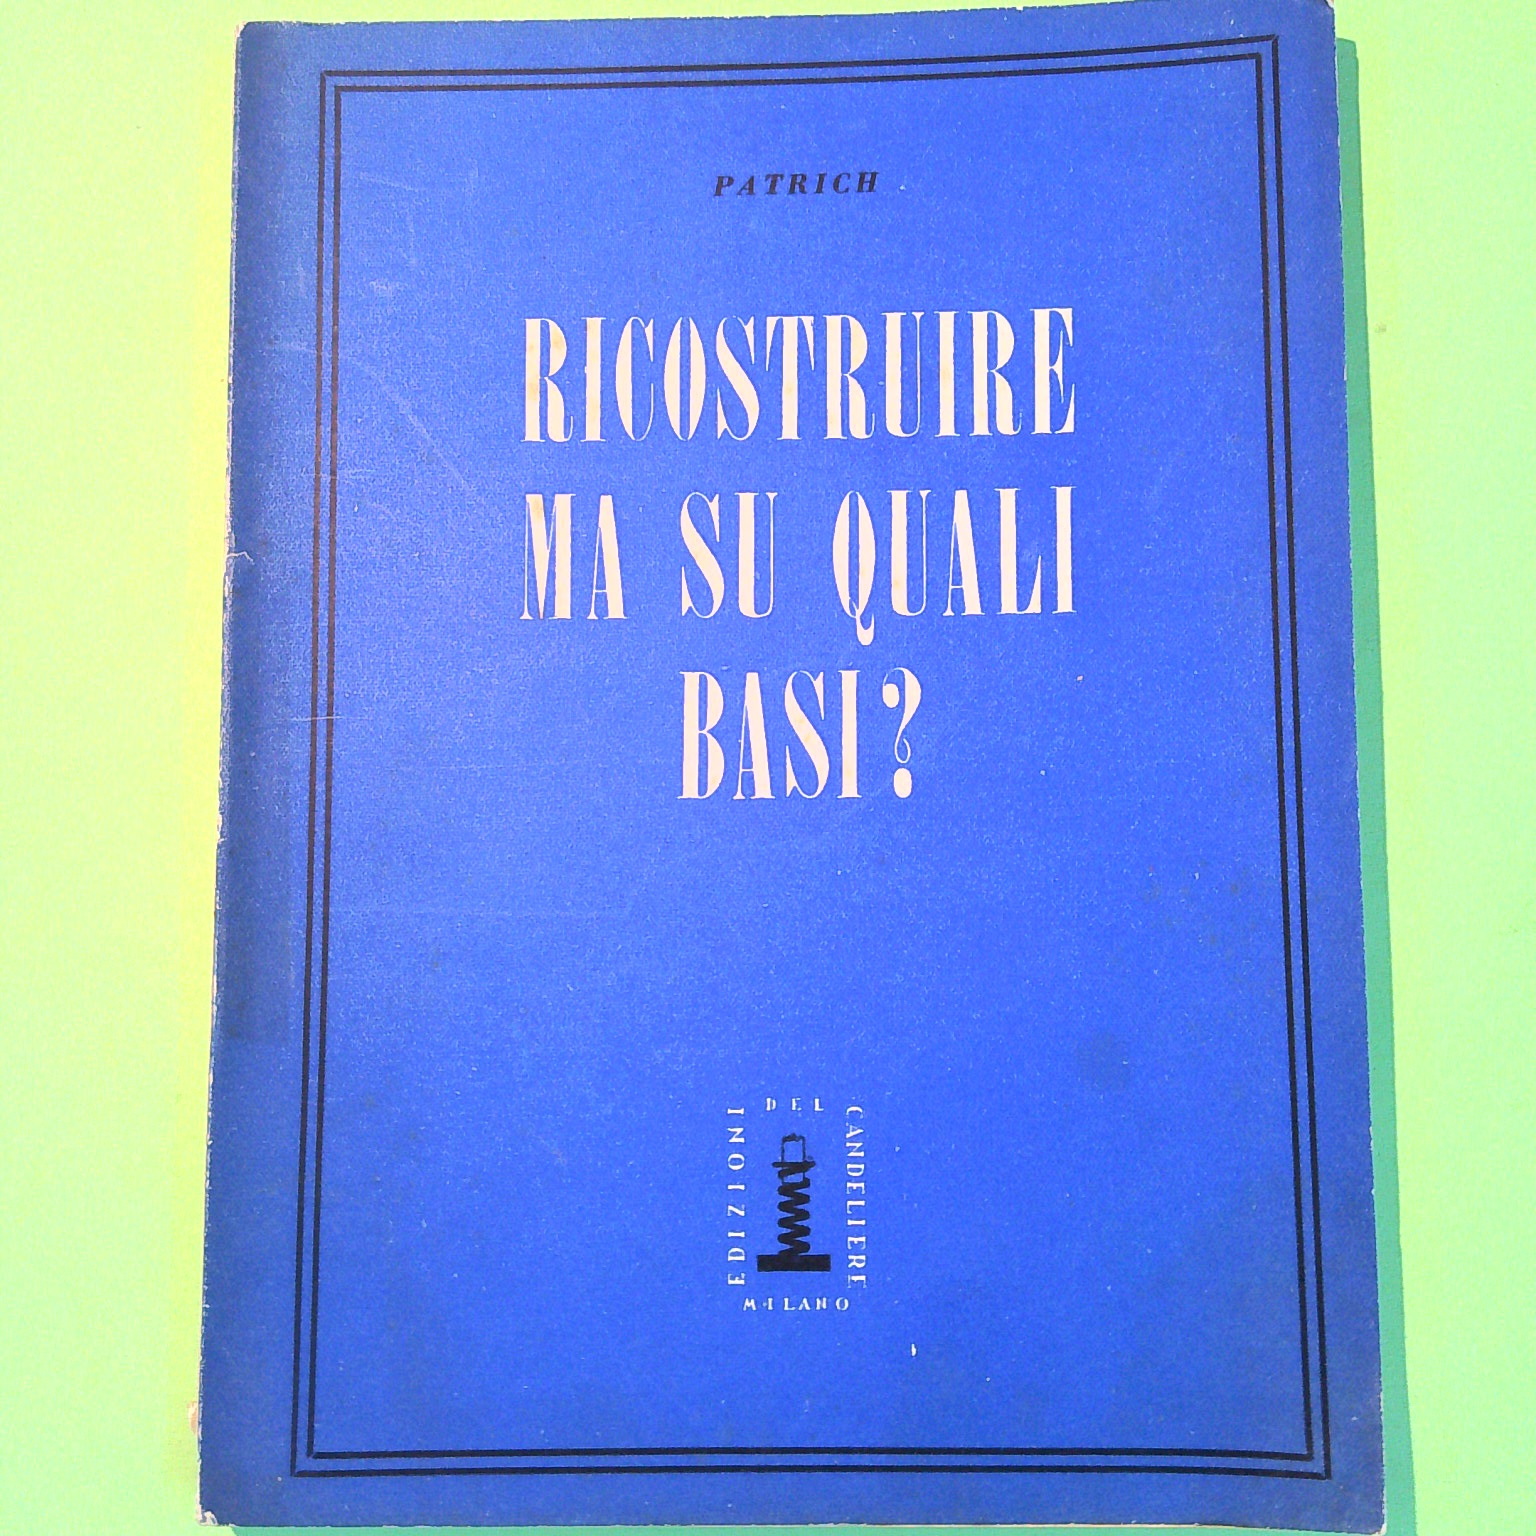 PATRICH
RICOSTRUIRE
MA SU QUALI
BASI?
EDIZIONI
DEL
CANDELIERE
MILANO